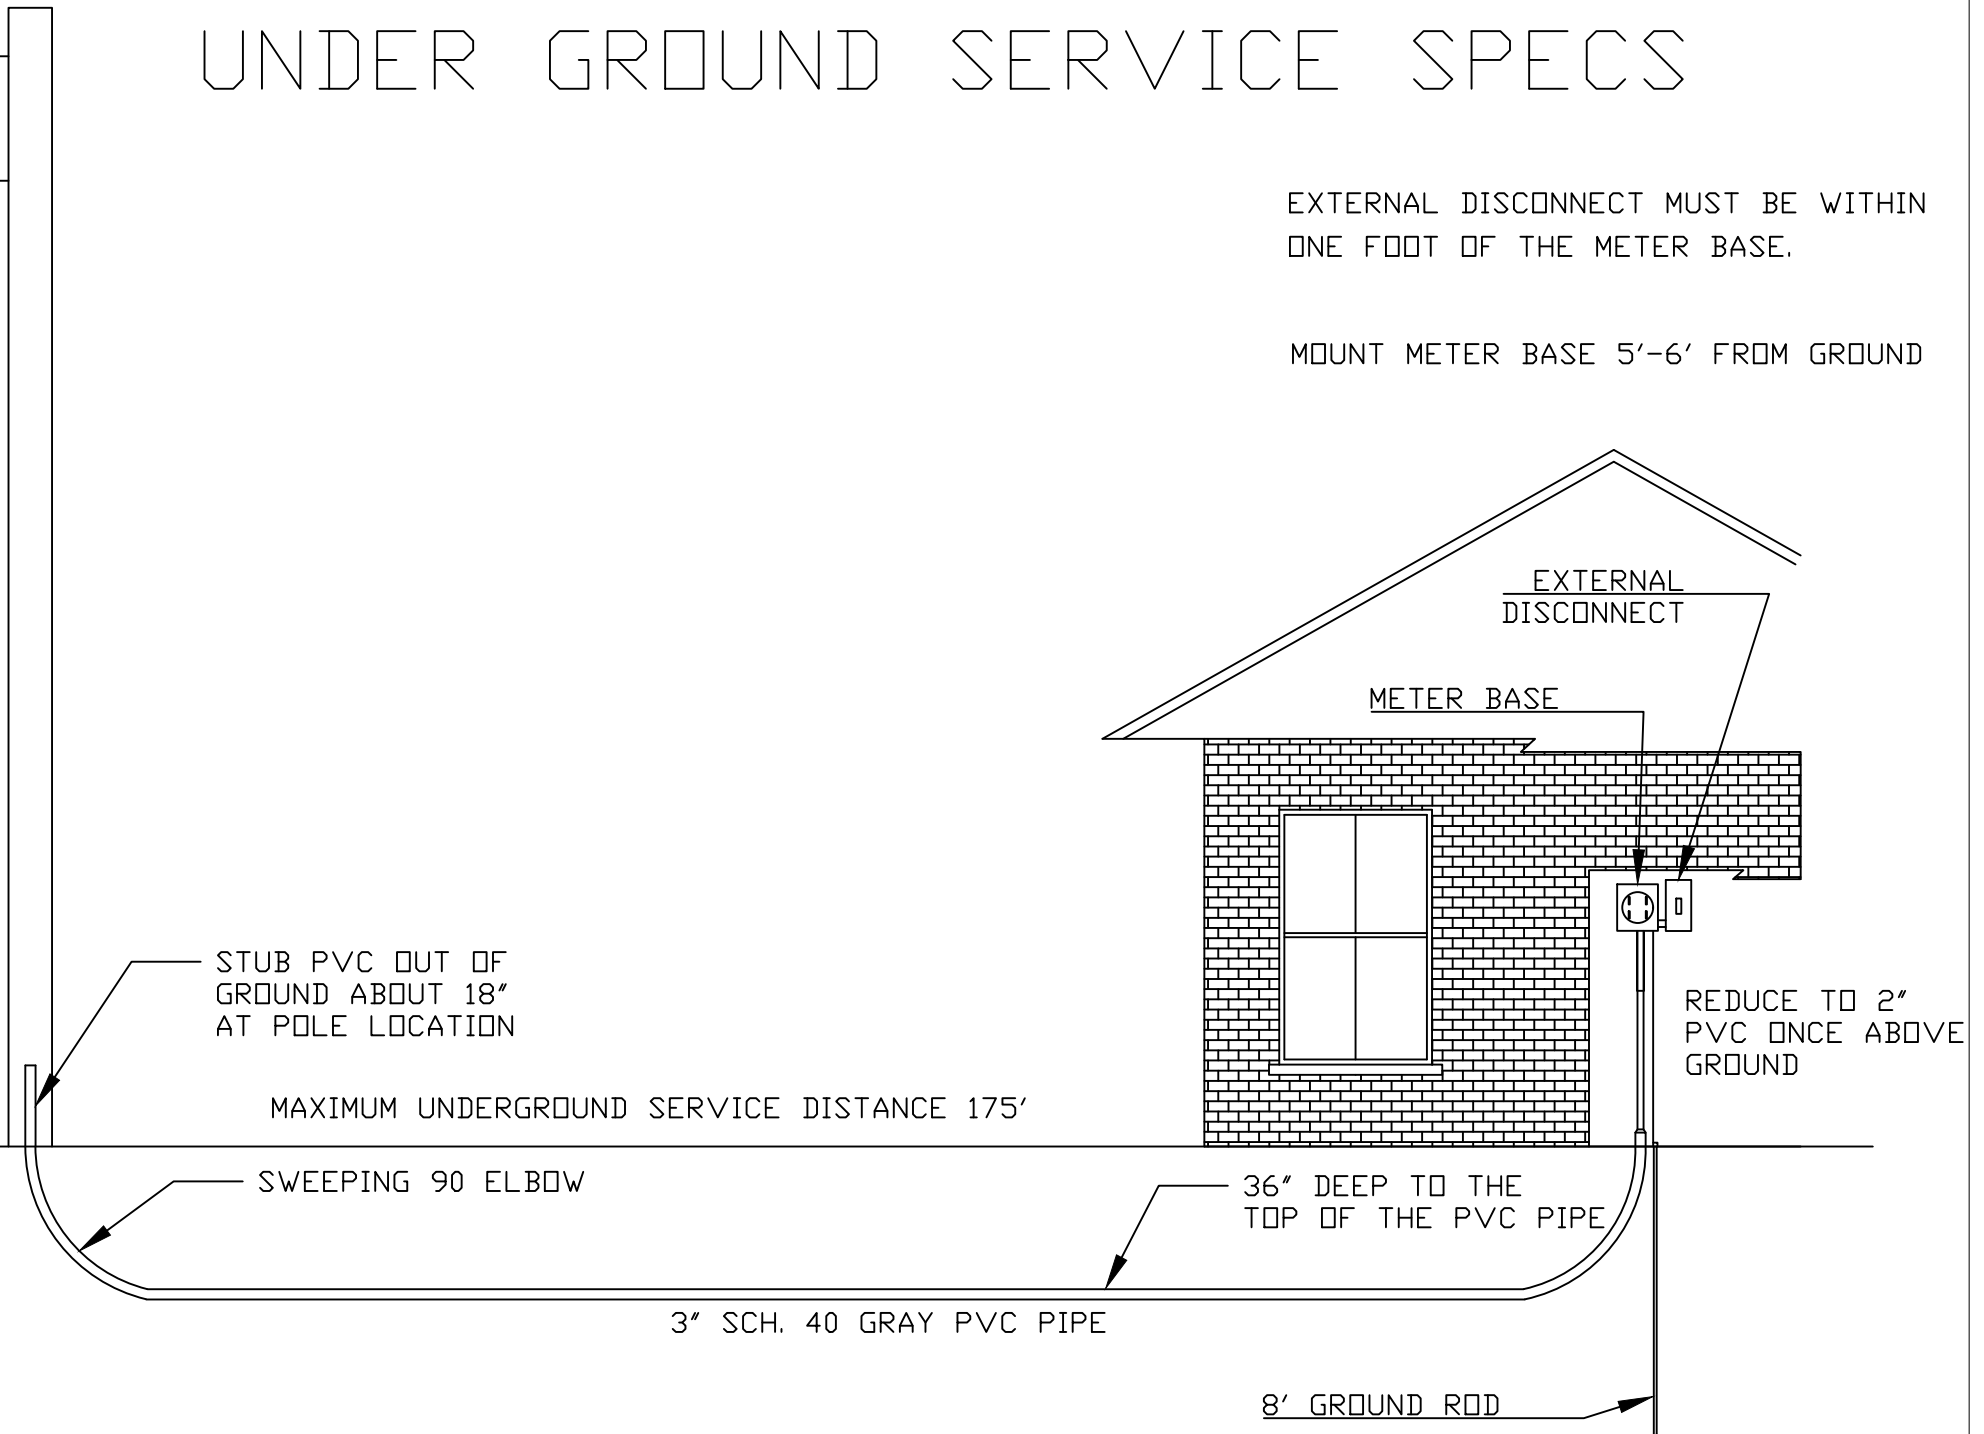 UNDER GROUND SERVICE SPECS
EXTERNAL DISCONNECT MUST BE WITHIN
ONE FOOT OF THE METER BASE.
MOUNT METER BASE 5'-6' FROM GROUND
EXTERNAL
DISCONNECT
METER BASE
STUB PVC OUT OF
GROUND ABOUT 18"
AT POLE LOCATION
REDUCE TO 2"
PVC ONCE ABOVE
GROUND
MAXIMUM UNDERGROUND SERVICE DISTANCE 175'
SWEEPING 90 ELBOW
36" DEEP TO THE
TOP OF THE PVC PIPE
3" SCH. 40 GRAY PVC PIPE
8' GROUND ROD